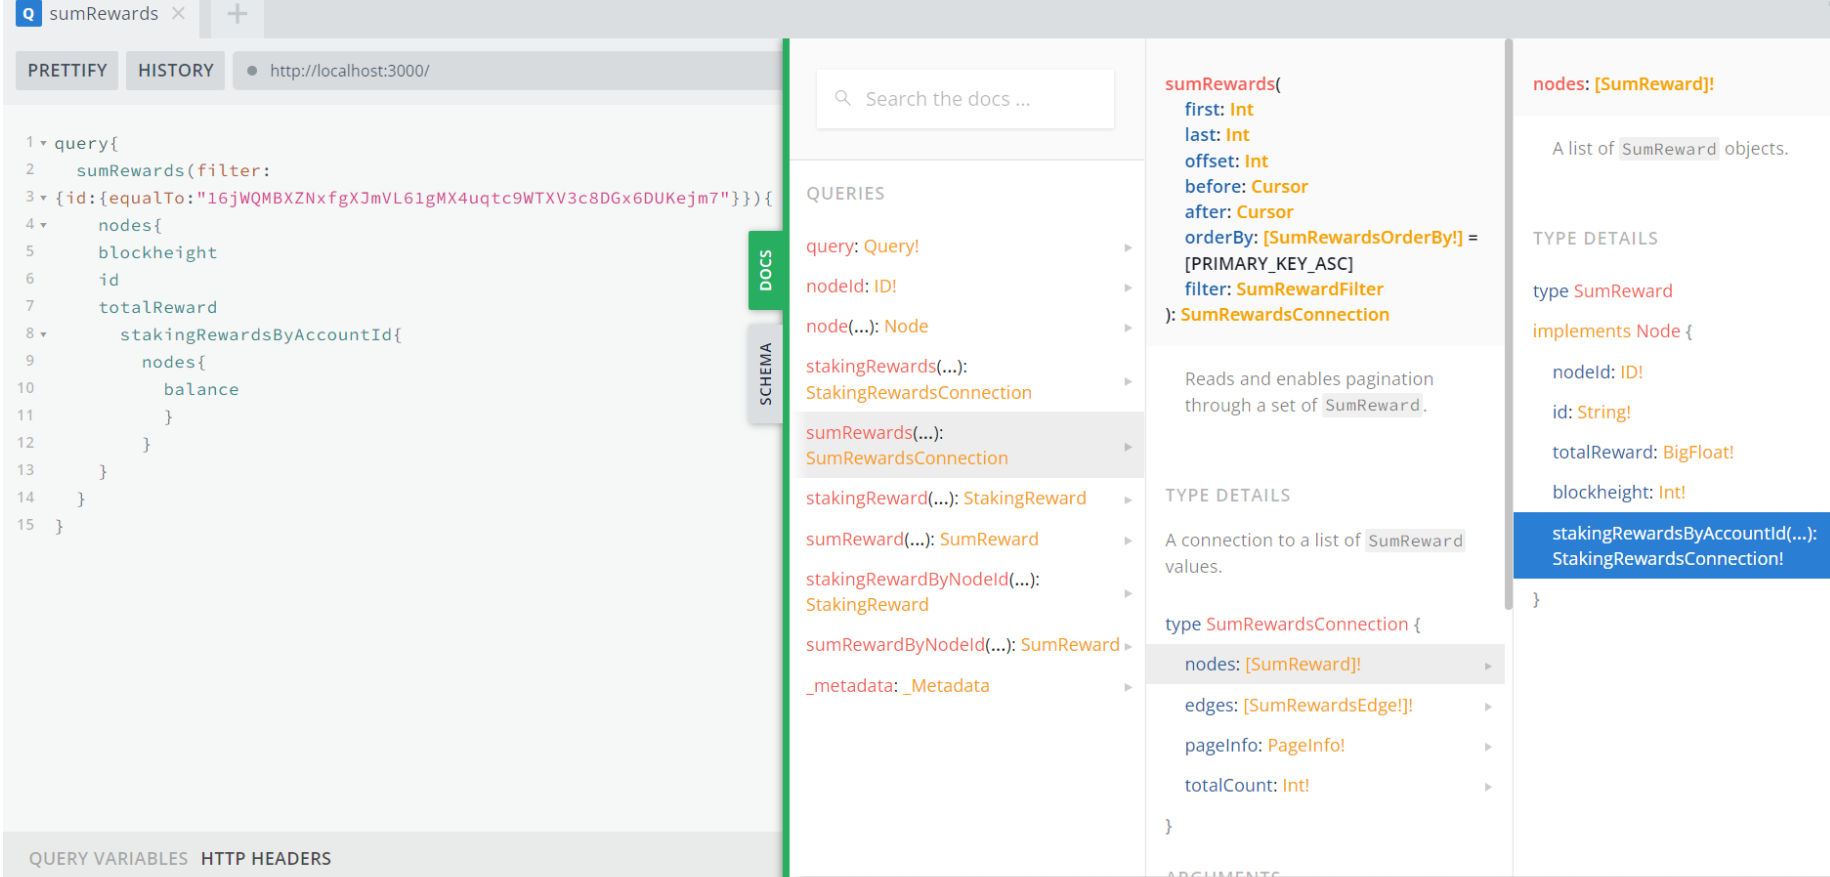 Q sumRewards
PRETTIFY HISTORY http://localhost:3000/
1 query{
2 sumRewards(filter:
3 {id:{equalTo:"16jWQMBXZNxfgXJmVL61gMX4uqtc9WTXV3c8DGx6DUKejm7"}}){
4 nodes{
5 blockheight
6 id
7 totalReward
8 stakingRewardsByAccountId{
9 nodes{
10 balance
11 }
12 }
13 }
14 }
15 }
QUERY VARIABLES HTTP HEADERS
DOCS
SCHEMA
Search the docs ...
QUERIES
query: Query!
nodeId: ID!
node(...): Node
stakingRewards(...):
StakingRewardsConnection
sumRewards(...):
SumRewardsConnection
stakingReward(...): StakingReward
sumReward(...): SumReward
stakingRewardByNodeId(...):
StakingReward
sumRewardByNodeId(...): SumReward
_metadata: _Metadata
sumRewards(
first: Int
last: Int
offset: Int
before: Cursor
after: Cursor
orderBy: [SumRewardsOrderBy!] =
[PRIMARY_KEY_ASC]
filter: SumRewardFilter
): SumRewardsConnection
Reads and enables pagination
through a set of SumReward.
TYPE DETAILS
A connection to a list of SumReward
values.
type SumRewardsConnection {
nodes: [SumReward]!
edges: [SumRewardsEdge!]!
pageInfo: PageInfo!
totalCount: Int!
}
ARGUMENTS
nodes: [SumReward]!
A list of SumReward objects.
TYPE DETAILS
type SumReward
implements Node {
nodeId: ID!
id: String!
totalReward: BigFloat!
blockheight: Int!
stakingRewardsByAccountId(...):
StakingRewardsConnection!
}